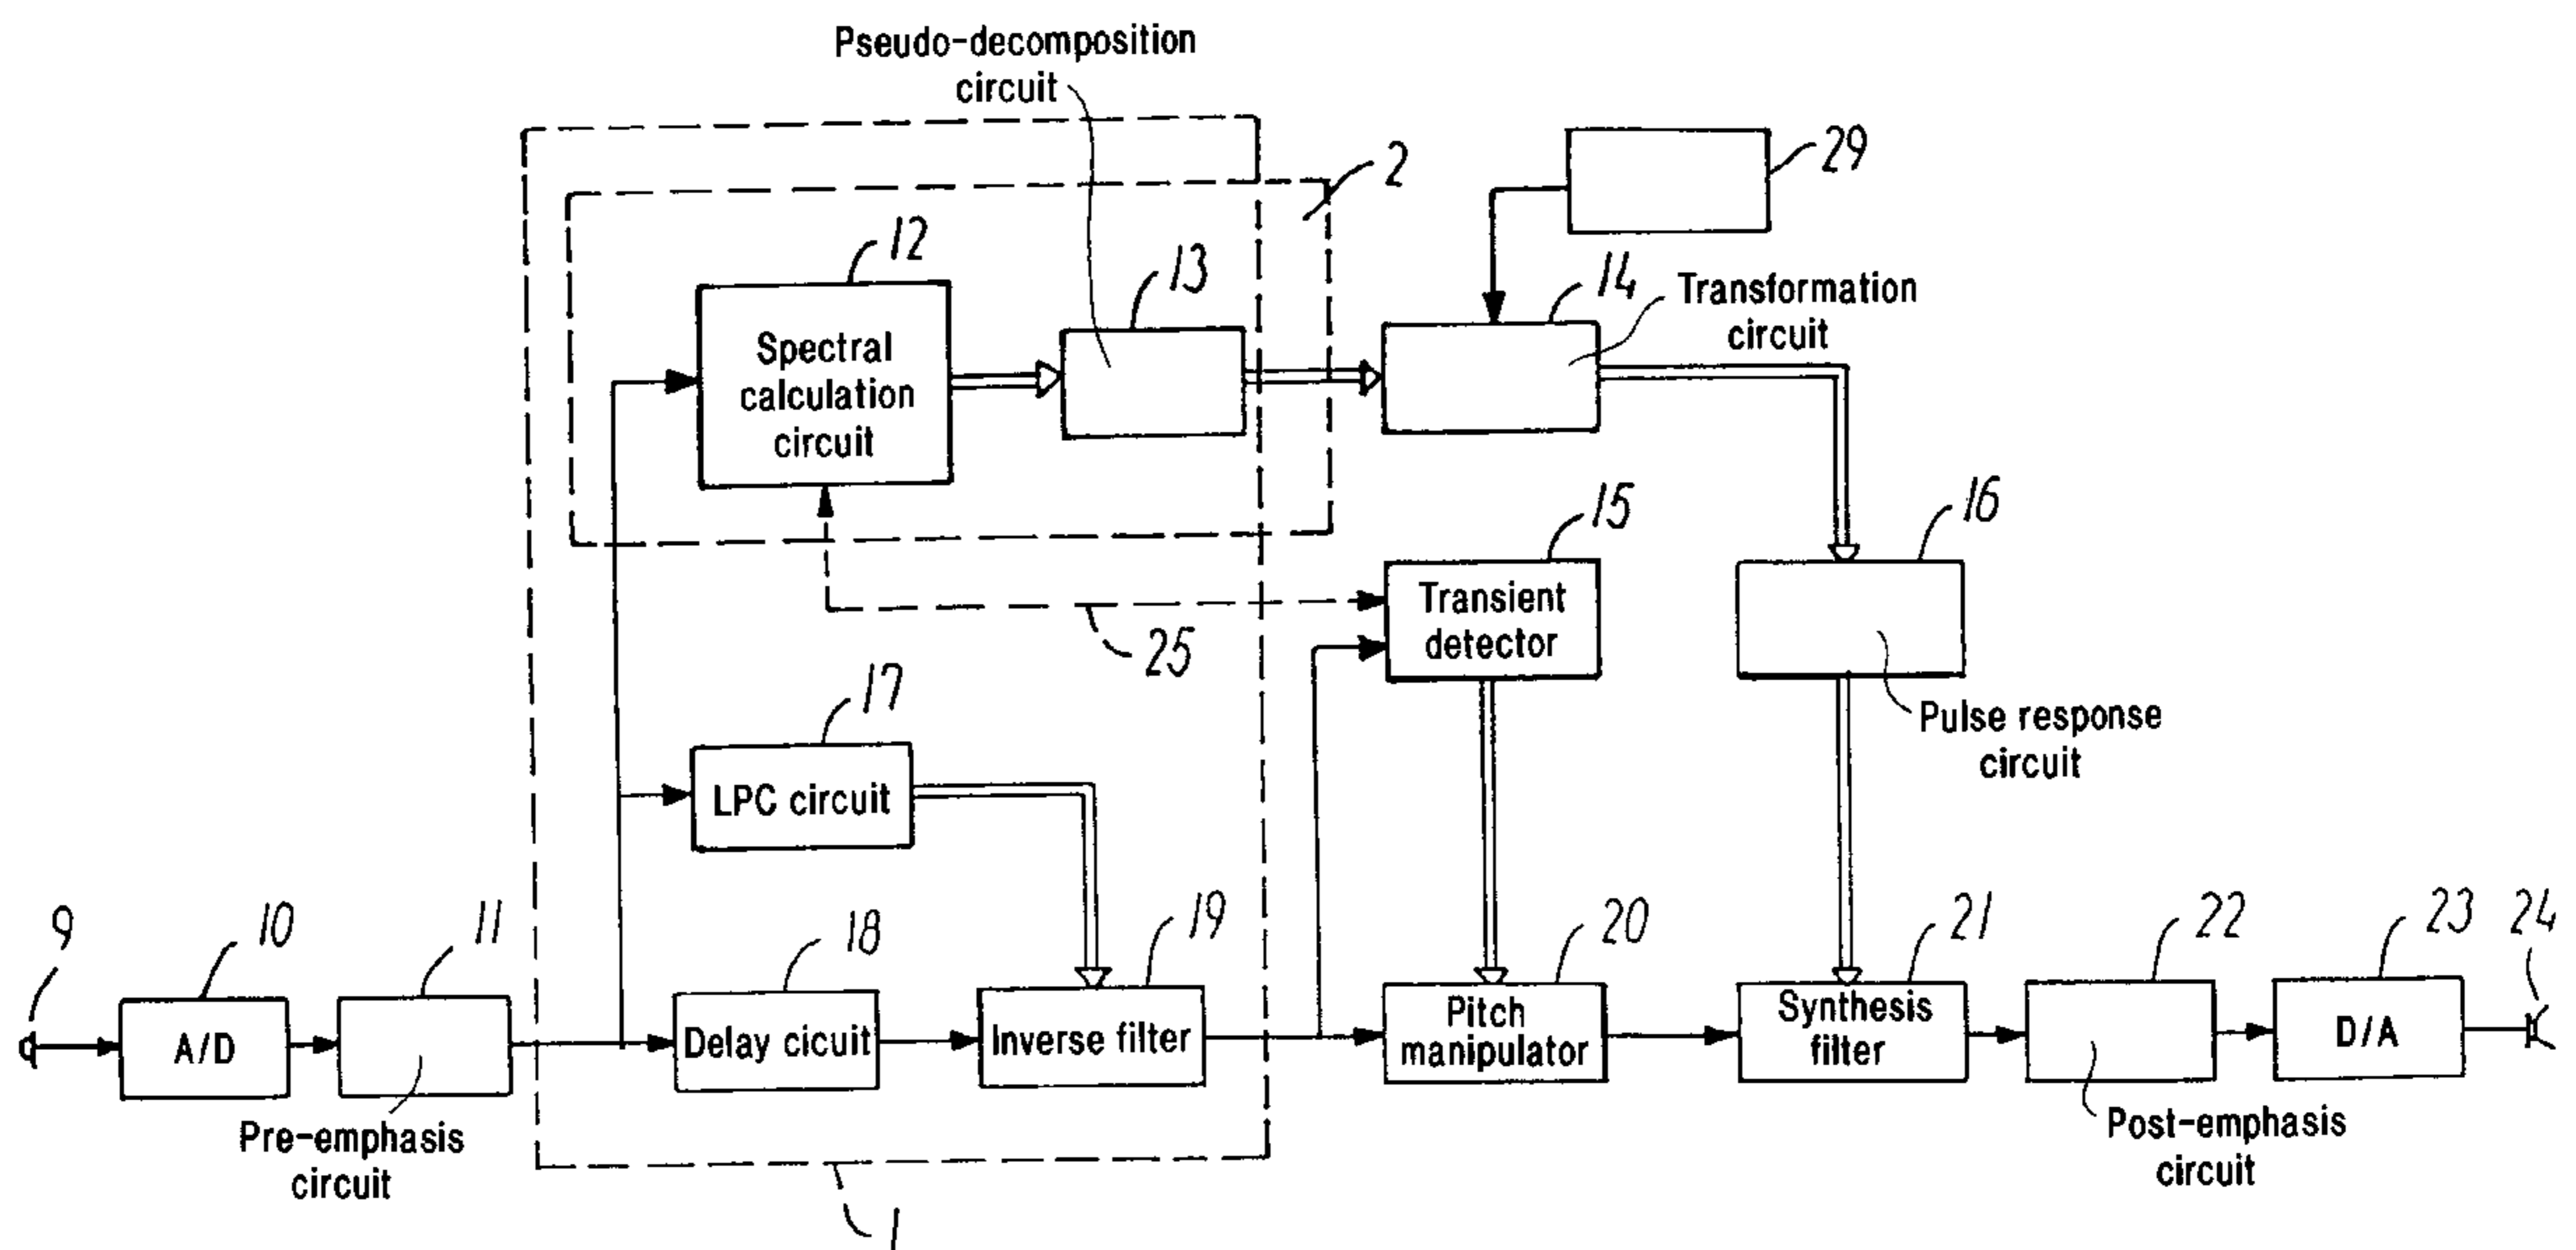 Pseudo-decomposition
circuit
2
29
12
13
14
Transformation
circuit
Spectral
calculation
circuit
15
16
Transient
detector
25
17
Pulse response
circuit
LPC circuit
9
10
11
18
19
20
21
22
23
24
A/D
Delay cicuit
Inverse filter
Pitch
manipulator
Synthesis
filter
D/A
Pre-emphasis
circuit
Post-emphasis
circuit
1